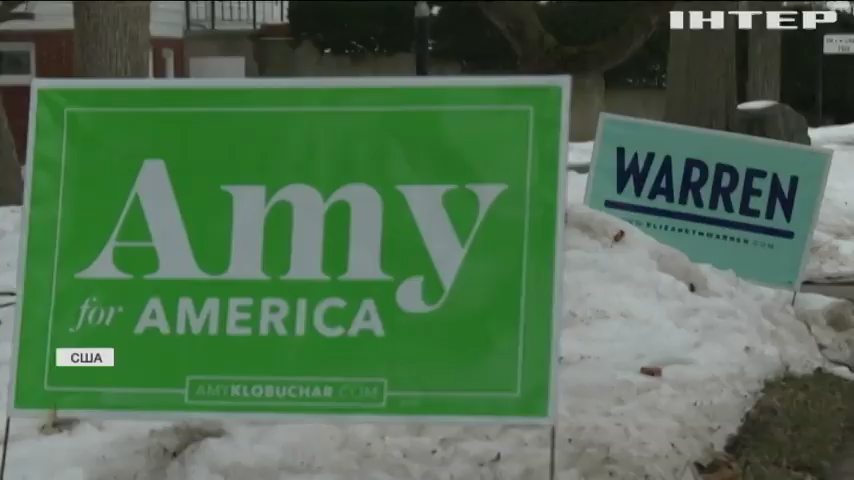 ІНТЕР
Amy
for AMERICA
США
AMYKLOBUCHAR.COM
WARREN
ELIZABETHWARREN.COM